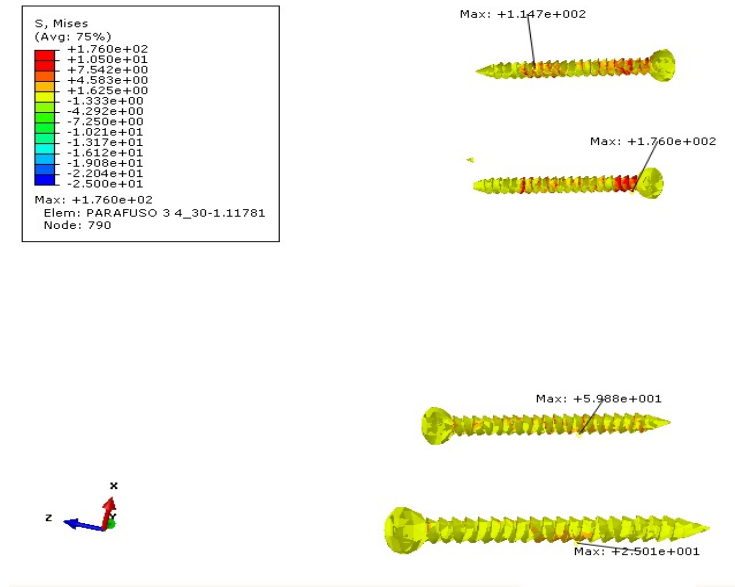 S, Mises
(Avg: 75%)
+1.760e+02
+1.050e+01
+7.542e+00
+4.583e+00
+1.625e+00
-1.333e+00
-4.292e+00
-7.250e+00
-1.021e+01
-1.317e+01
-1.612e+01
-1.908e+01
-2.204e+01
-2.500e+01
Max: +1.760e+02
Elem: PARAFUSO 3 4_30-1.11781
Node: 790
Max: +1.147e+002
Max: +1.760e+002
Max: +5.988e+001
Max: +2.501e+001
X
Z
Y